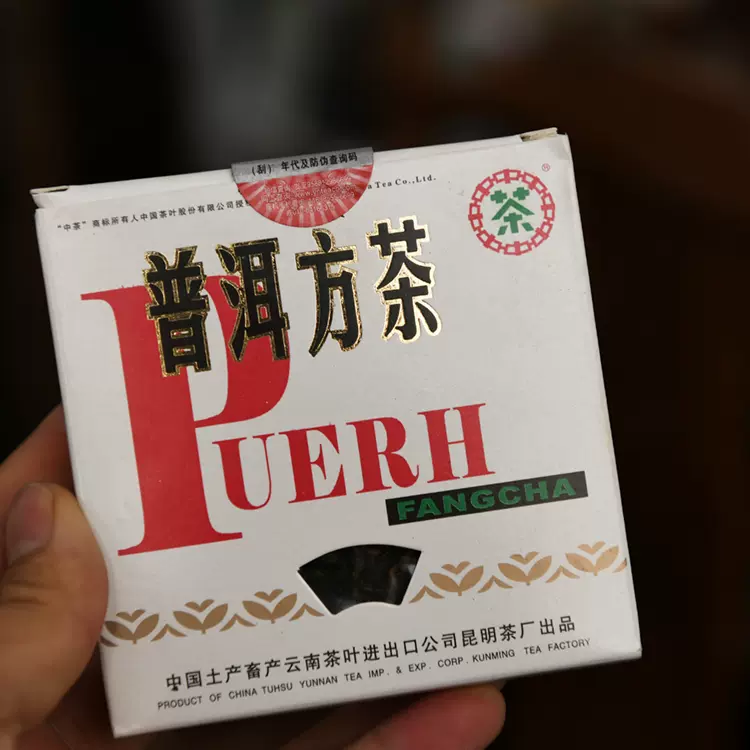 (刮) 年代及防伪查询码
"中茶"商标所有人中国茶叶股份有限公司授
a Tea Co., Ltd.
茶
®
普洱方茶
PUERH
FANGCHA
中国土产畜产云南茶叶进出口公司昆明茶厂出品
PRODUCT OF CHINA TUHSU YUNNAN TEA IMP. & EXP. CORP. KUNMING TEA FACTORY